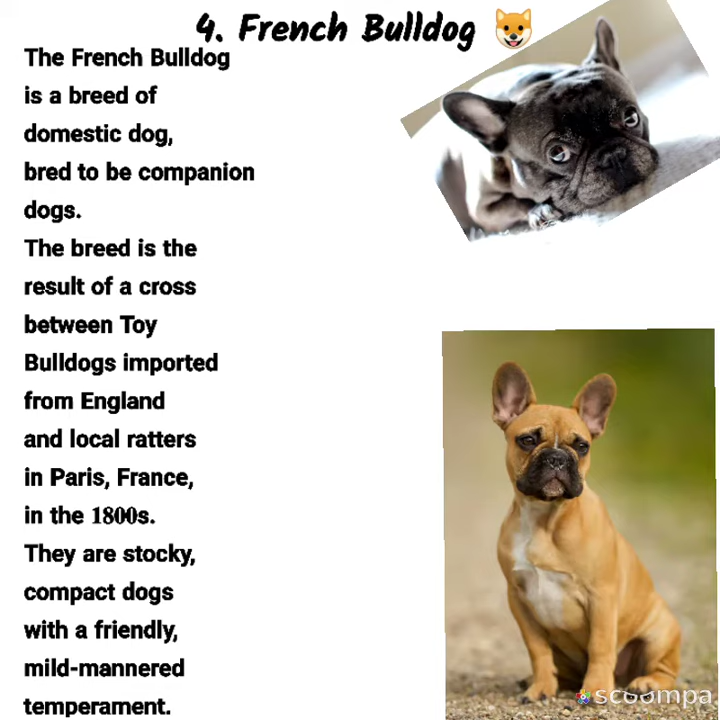 4. French Bulldog 🐶
The French Bulldog
is a breed of
domestic dog,
bred to be companion
dogs.
The breed is the
result of a cross
between Toy
Bulldogs imported
from England
and local ratters
in Paris, France,
in the 1800s.
They are stocky,
compact dogs
with a friendly,
mild-mannered
temperament.
scoompa